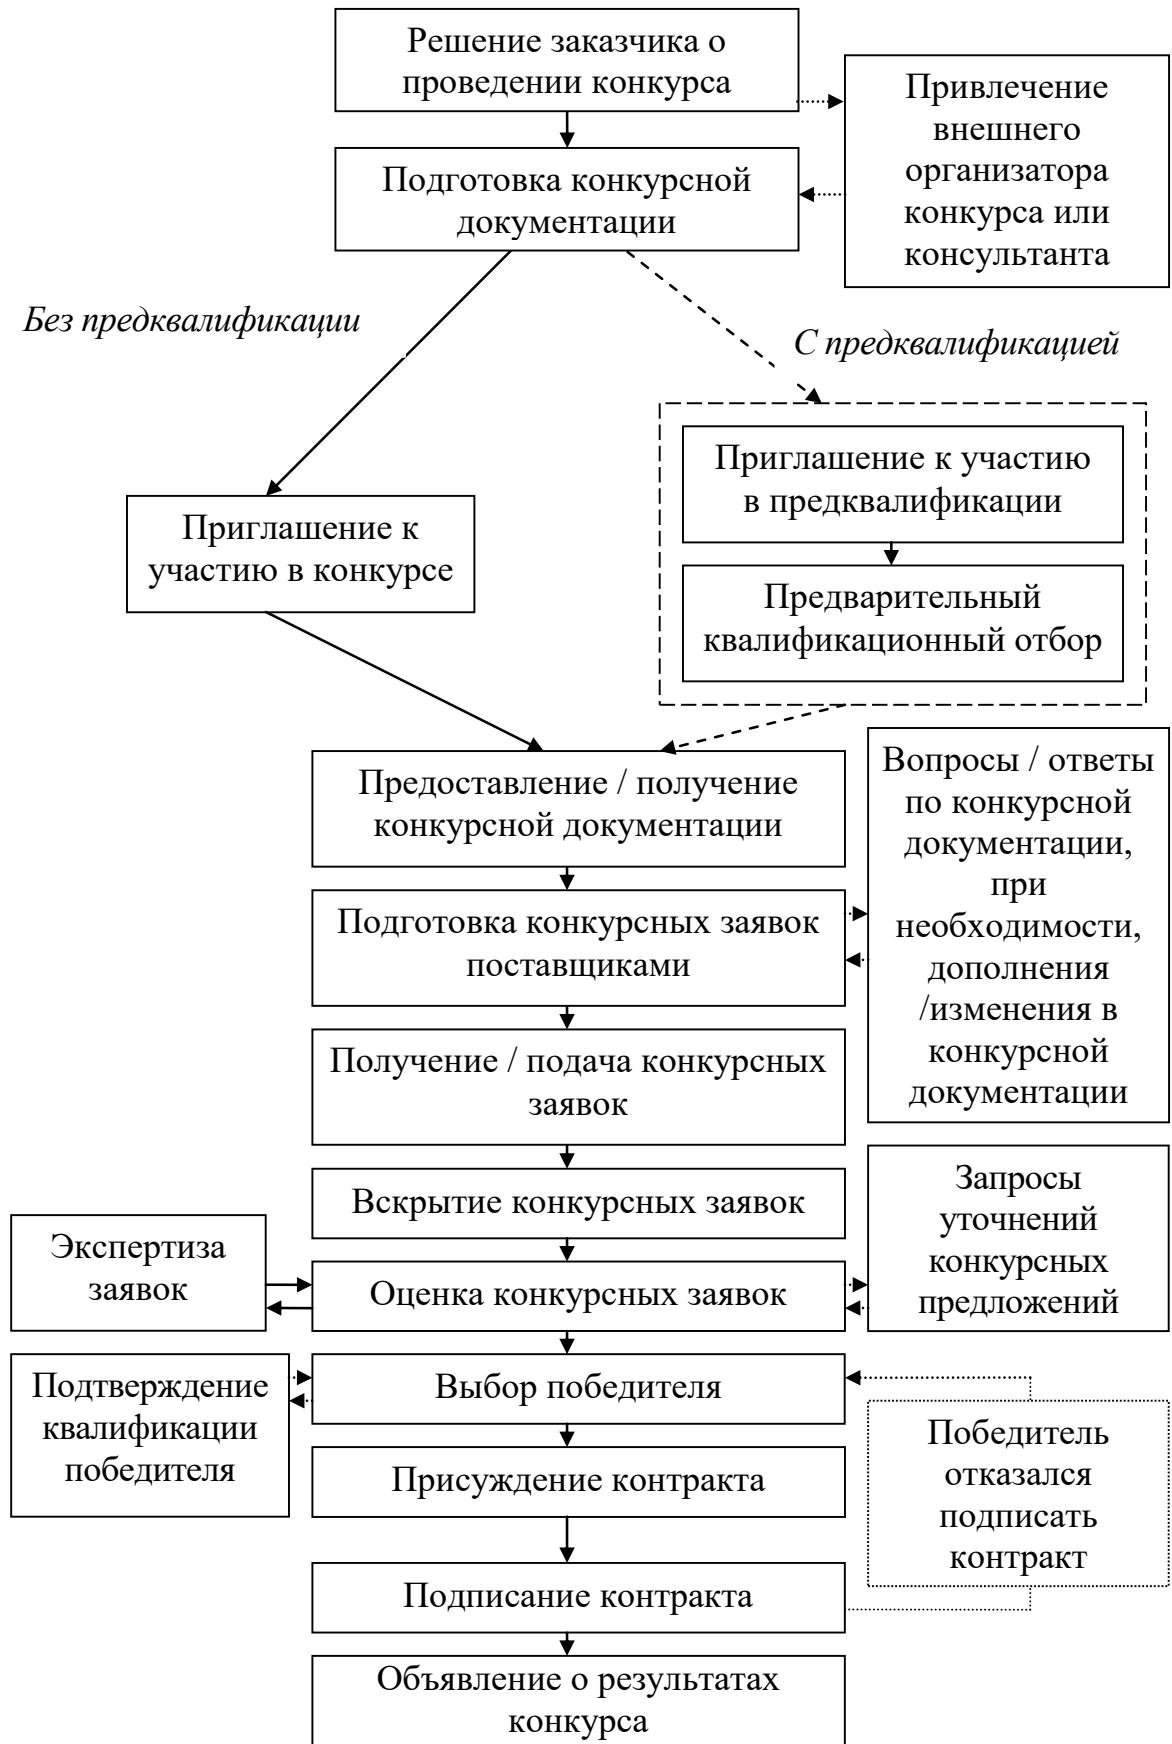 Решение заказчика о
проведении конкурса
Привлечение
внешнего
организатора
конкурса или
консультанта
Подготовка конкурсной
документации
Без предквалификации
С предквалификацией
Приглашение к участию
в предквалификации
Приглашение к
участию в конкурсе
Предварительный
квалификационный отбор
Предоставление / получение
конкурсной документации
Вопросы / ответы
по конкурсной
документации,
при
необходимости,
дополнения
/изменения в
конкурсной
документации
Подготовка конкурсных заявок
поставщиками
Получение / подача конкурсных
заявок
Вскрытие конкурсных заявок
Запросы
уточнений
конкурсных
предложений
Экспертиза
заявок
Оценка конкурсных заявок
Подтверждение
квалификации
победителя
Выбор победителя
Победитель
отказался
подписать
контракт
Присуждение контракта
Подписание контракта
Объявление о результатах
конкурса